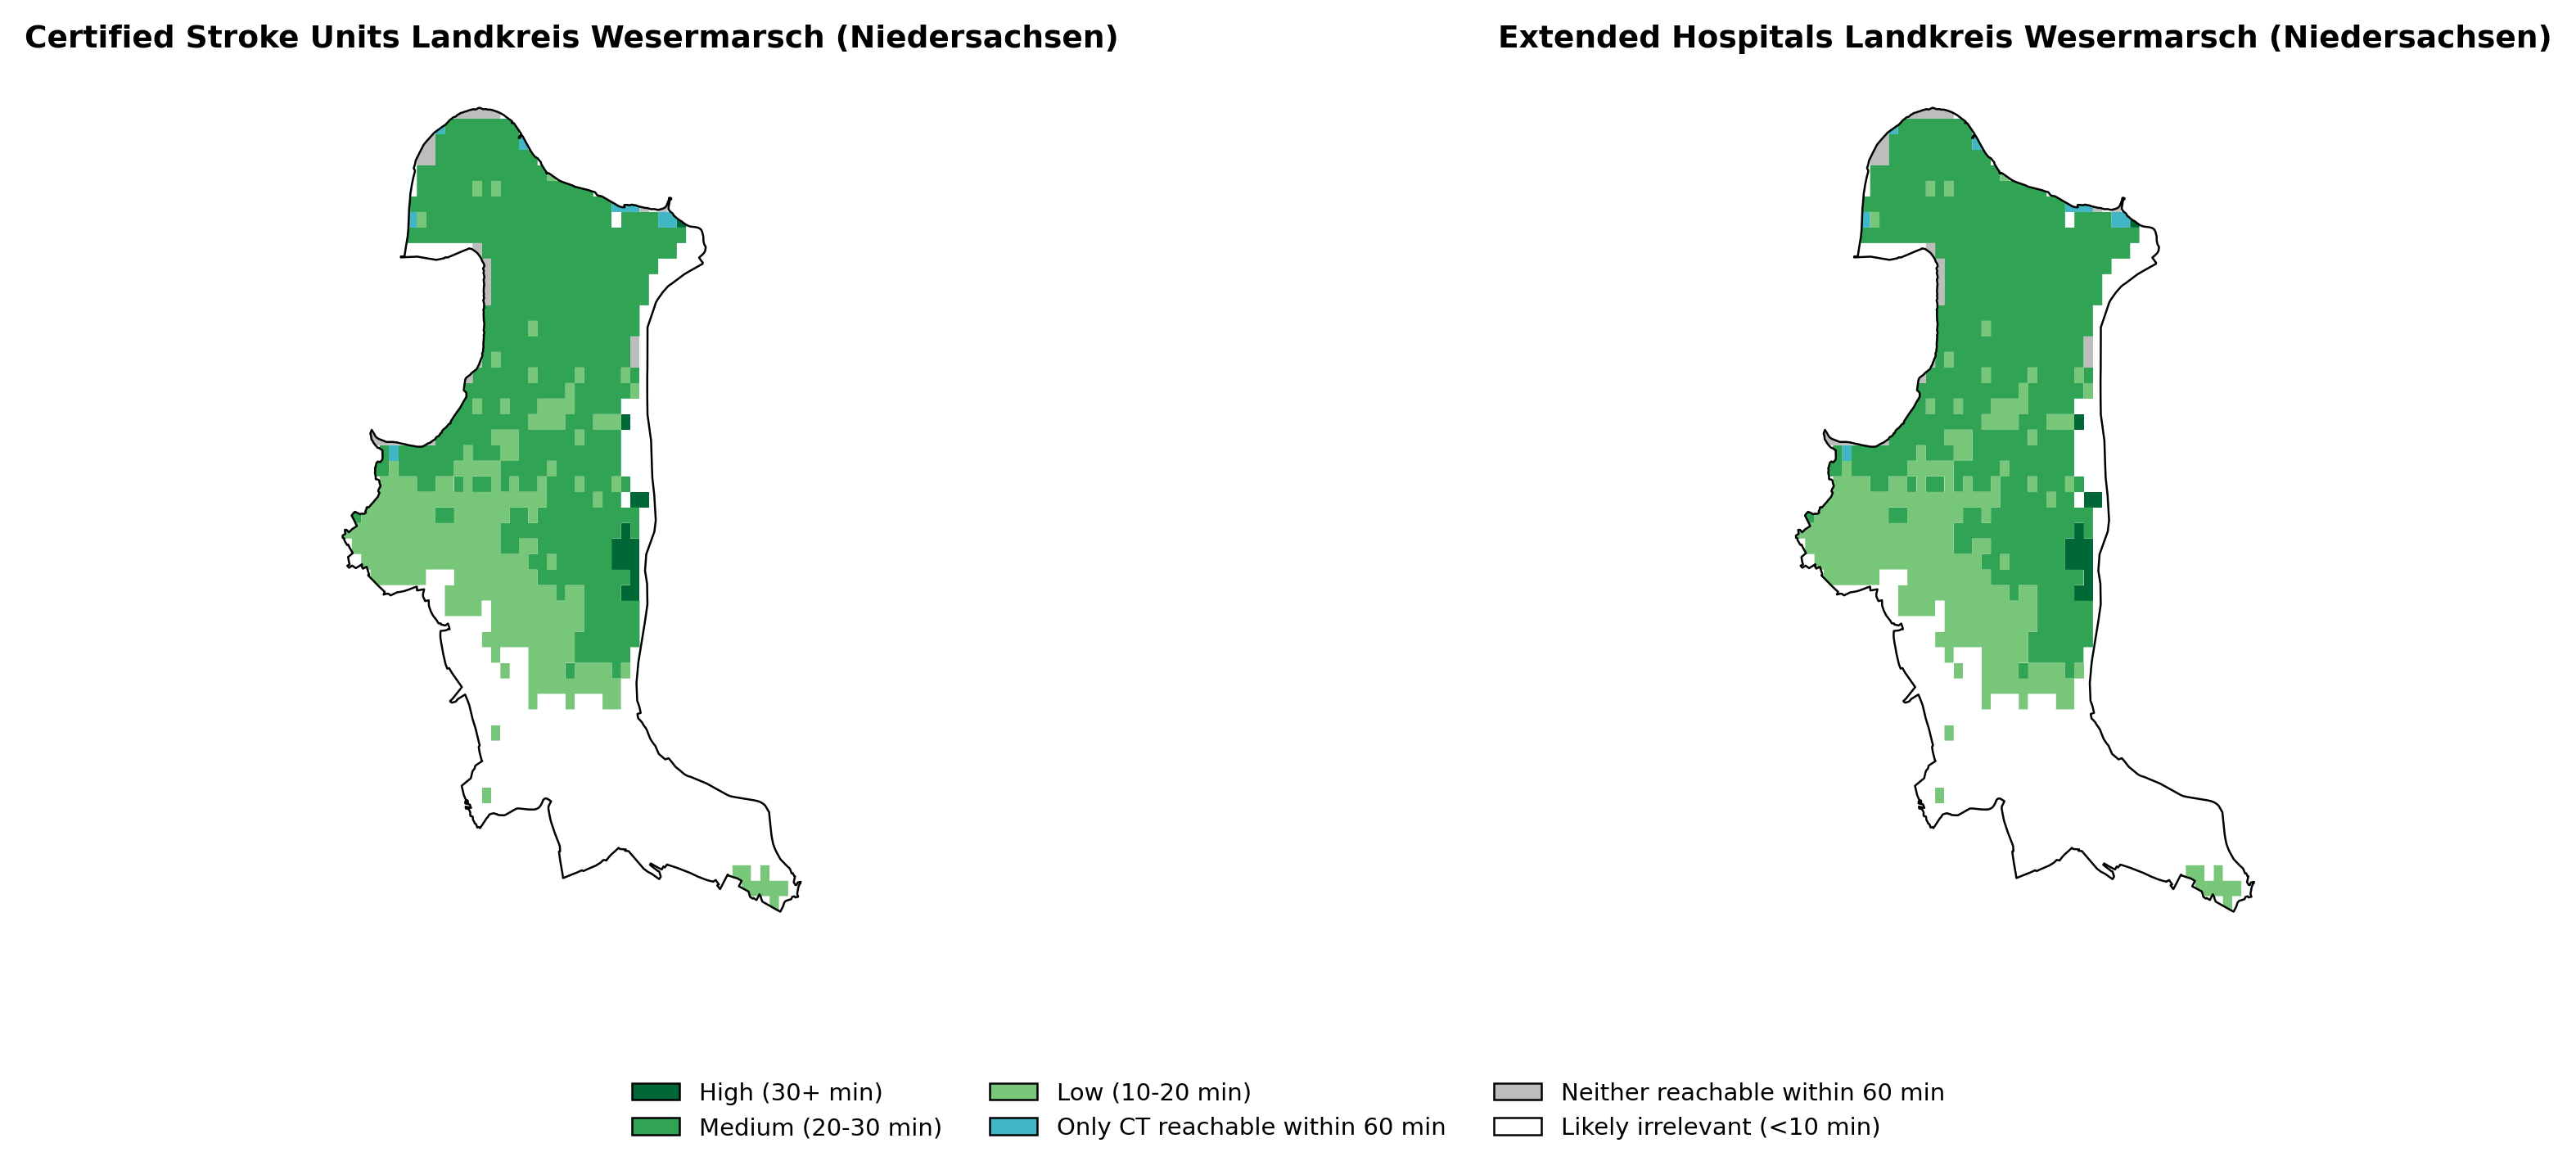 Certified Stroke Units Landkreis Wesermarsch (Niedersachsen)
Extended Hospitals Landkreis Wesermarsch (Niedersachsen)
High (30+ min)
Medium (20-30 min)
Low (10-20 min)
Only CT reachable within 60 min
Neither reachable within 60 min
Likely irrelevant (<10 min)